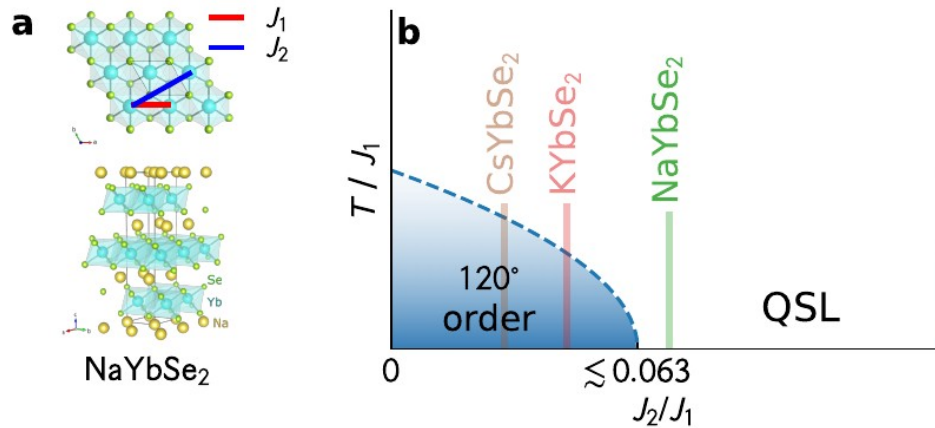 a
J₁
J₂
b
a
Se
Yb
Na
c
a
b
NaYbSe₂
b
T / J₁
CsYbSe₂
KYbSe₂
NaYbSe₂
120°
order
QSL
0
≲ 0.063
J₂/J₁